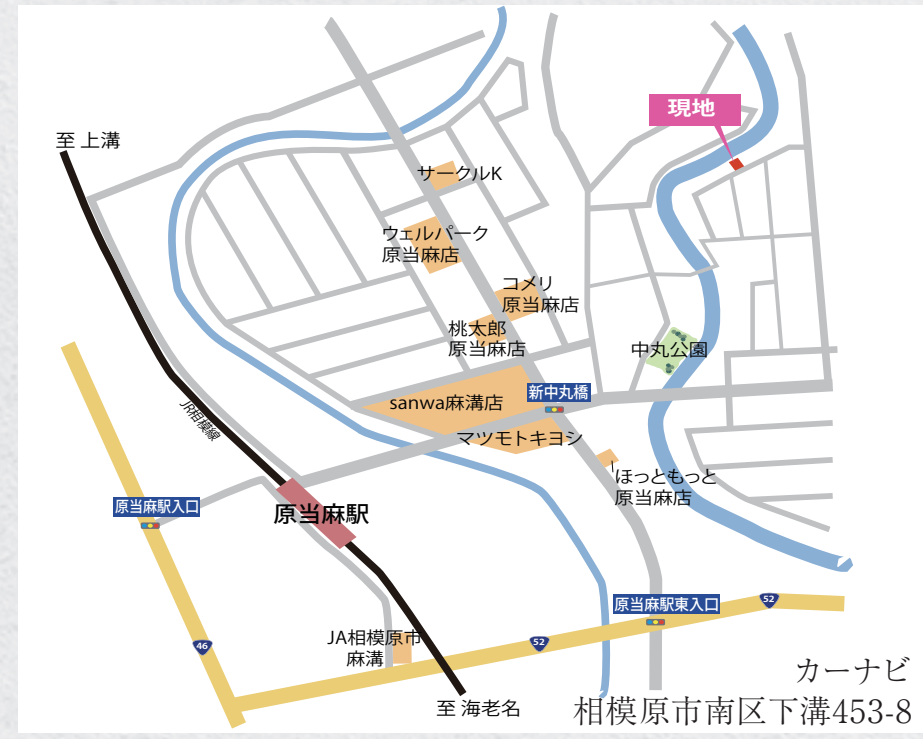 現地
至 上溝
サークルK
ウェルパーク
原当麻店
コメリ
原当麻店
桃太郎
原当麻店
中丸公園
新中丸橋
sanwa麻溝店
JR相模線
マツモトキヨシ
ほっともっと
原当麻店
原当麻駅入口
原当麻駅
原当麻駅東入口
52
52
46
JA相模原市
麻溝
至 海老名
カーナビ
相模原市南区下溝453-8